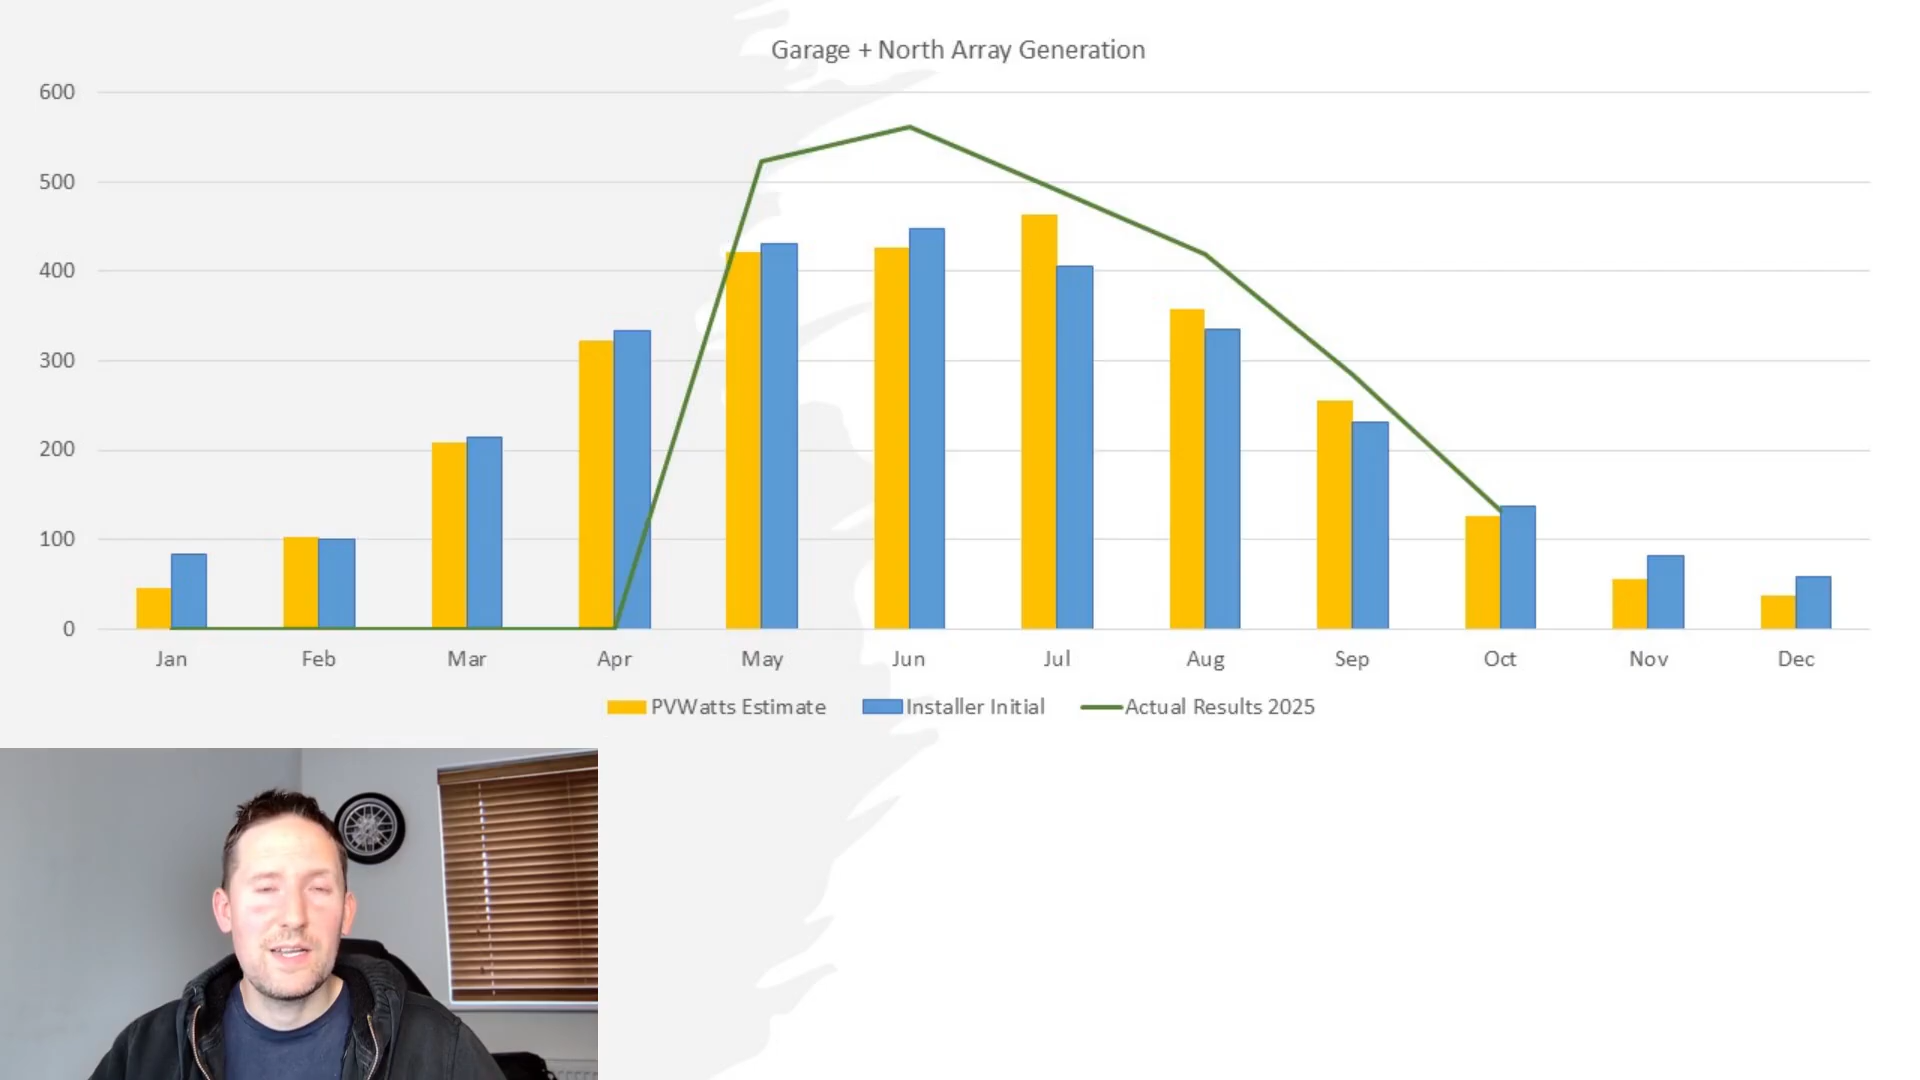 Garage + North Array Generation
600
500
400
300
200
100
0
Jan Feb Mar Apr May Jun Jul Aug Sep Oct Nov Dec
PVWatts Estimate Installer Initial Actual Results 2025